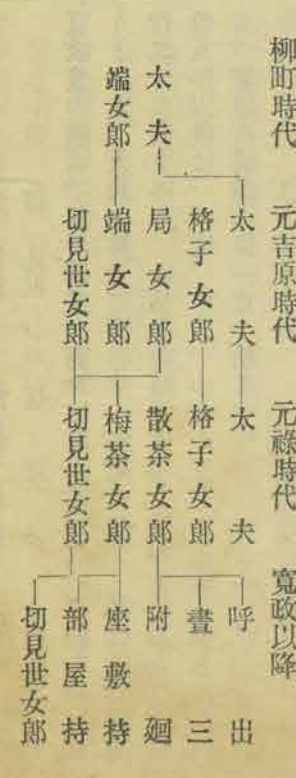 柳町時代　元吉原時代　元祿時代　寬政以降
太夫　太夫　呼出
格子女郎　格子女郎　晝三
太夫　局女郎　散茶女郎　附廻
端女郎　端女郎　梅茶女郎　座敷持
部屋持
切見世女郎　切見世女郎　切見世女郎